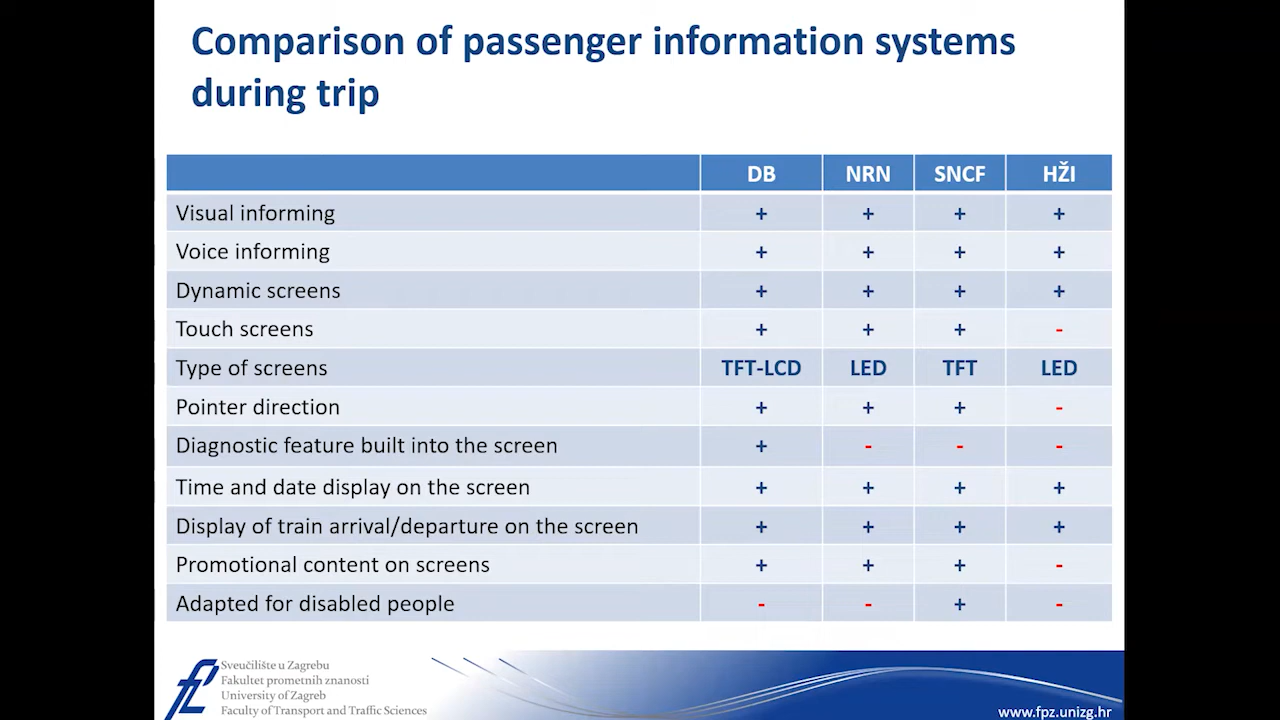 Comparison of passenger information systems
during trip
DB NRN SNCF HŽI
Visual informing + + + +
Voice informing + + + +
Dynamic screens + + + +
Touch screens + + + -
Type of screens TFT-LCD LED TFT LED
Pointer direction + + + -
Diagnostic feature built into the screen + - - -
Time and date display on the screen + + + +
Display of train arrival/departure on the screen + + + +
Promotional content on screens + + + -
Adapted for disabled people - - + -
Sveučilište u Zagrebu
Fakultet prometnih znanosti
University of Zagreb
Faculty of Transport and Traffic Sciences
www.fpz.unizg.hr